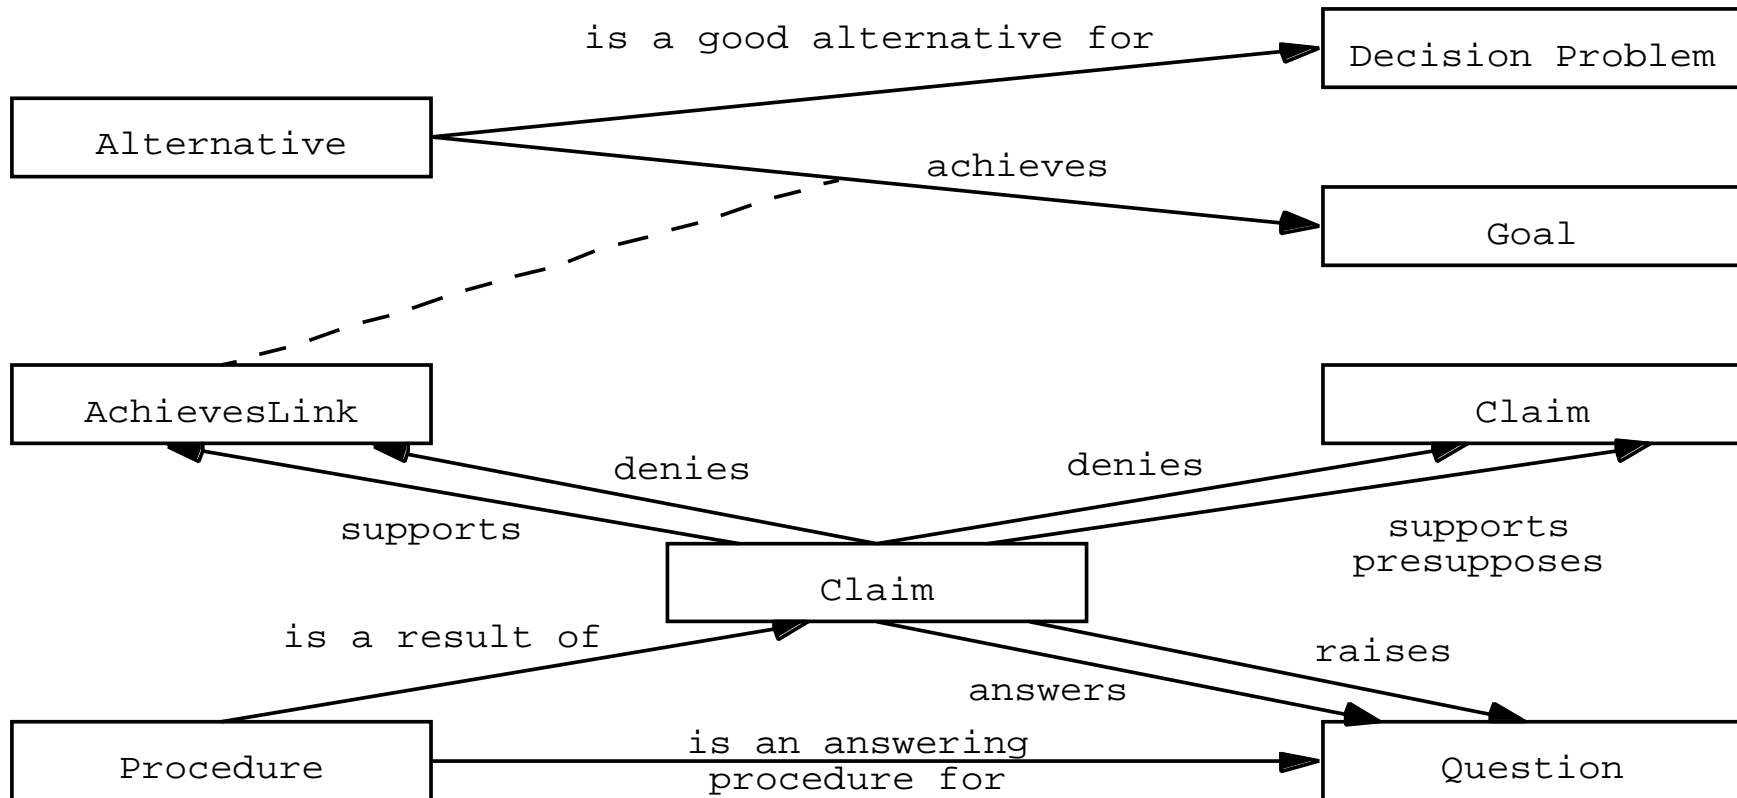 is a good alternative for
Decision Problem
Alternative
achieves
Goal
AchievesLink
Claim
denies
denies
supports
supports
presupposes
Claim
is a result of
raises
answers
is an answering
procedure for
Procedure
Question